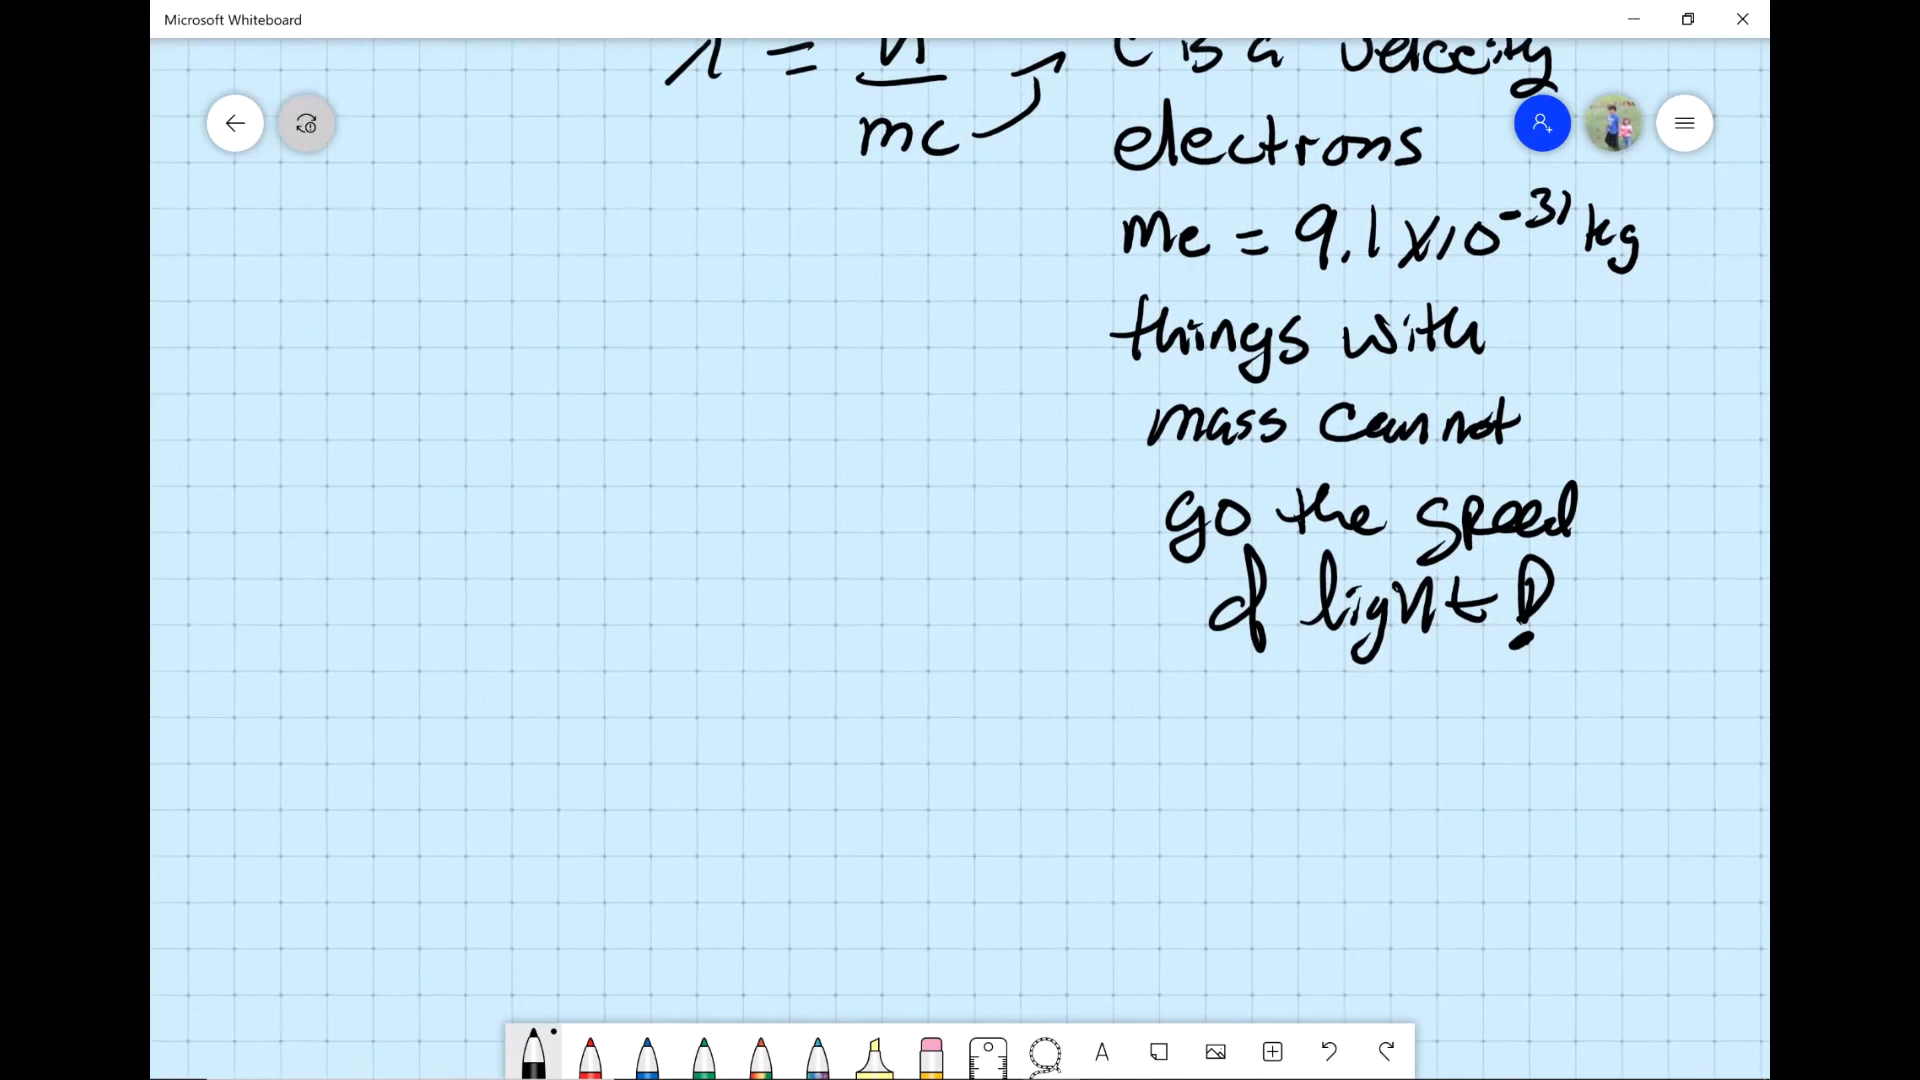 Microsoft Whiteboard
λ = h
mc
C is a velocity
electrons
me = 9.1 x10⁻³¹ kg
things with
mass cannot
go the speed
of light!
A